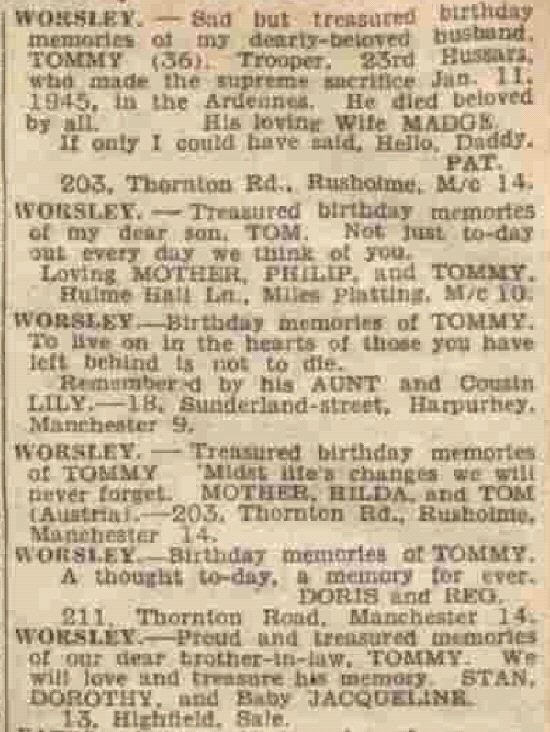 WORSLEY. — Sad but treasured birthday
memories of my dearly-beloved husband,
TOMMY (36), Trooper, 23rd Hussars,
who made the supreme sacrifice Jan. 11,
1945, in the Ardennes. He died beloved
by all. His loving Wife MADGE.
If only I could have said, Hello, Daddy.
PAT.
203, Thornton Rd., Rusholme, M/c 14.
WORSLEY. — Treasured birthday memories
of my dear son, TOM. Not just to-day
but every day we think of you.
Loving MOTHER, PHILIP, and TOMMY.
Hulme Hall Ln., Miles Platting, M/c 10.
WORSLEY.—Birthday memories of TOMMY.
To live on in the hearts of those you have
left behind is not to die.
Remembered by his AUNT and Cousin
LILY.—18, Sunderland-street, Harpurhey,
Manchester 9.
WORSLEY. — Treasured birthday memories
of TOMMY 'Midst life's changes we will
never forget. MOTHER, HILDA, and TOM
(Austria).—203, Thornton Rd., Rusholme,
Manchester 14.
WORSLEY.—Birthday memories of TOMMY.
A thought to-day, a memory for ever.
DORIS and REG.
211, Thornton Road, Manchester 14.
WORSLEY.—Proud and treasured memories
of our dear brother-in-law, TOMMY. We
will love and treasure his memory. STAN,
DOROTHY, and Baby JACQUELINE.
13, Highfield, Sale.